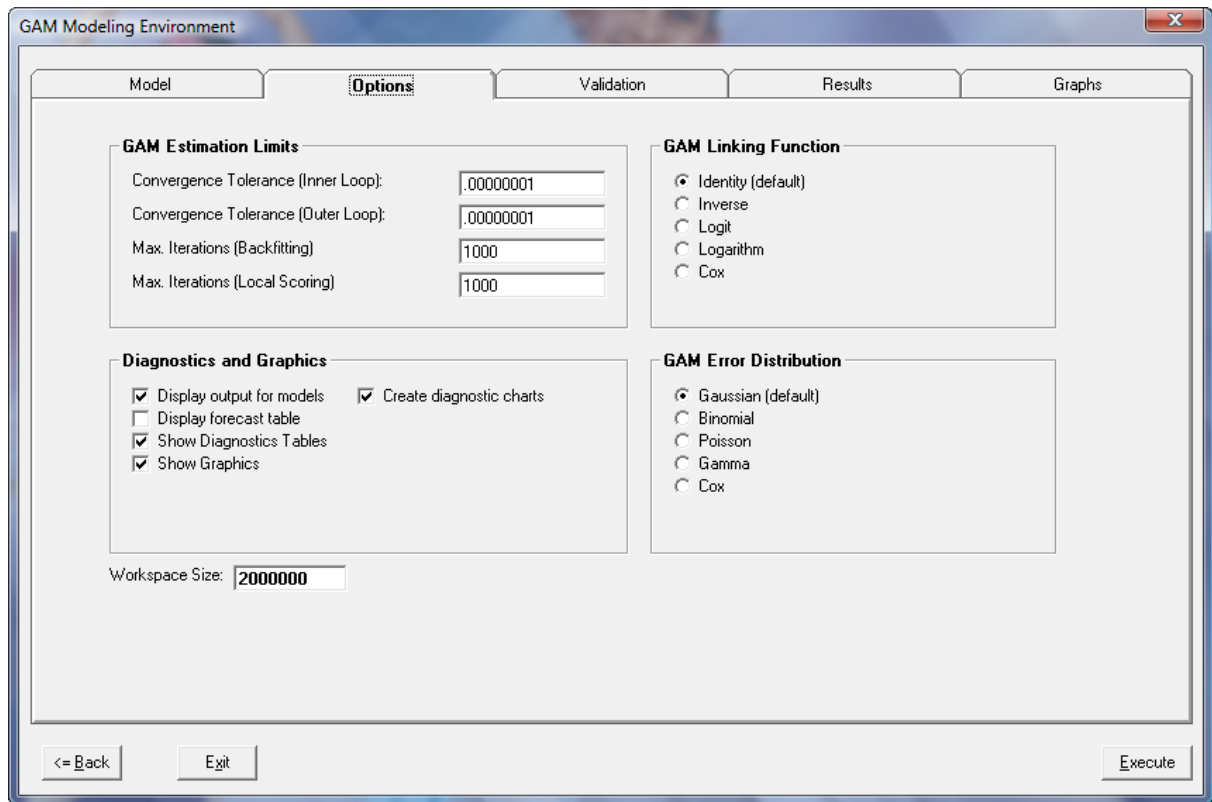 GAM Modeling Environment
Model
Options
Validation
Results
Graphs
GAM Estimation Limits
Convergence Tolerance (Inner Loop): .00000001
Convergence Tolerance (Outer Loop): .00000001
Max. Iterations (Backfitting) 1000
Max. Iterations (Local Scoring) 1000
GAM Linking Function
Identity (default)
Inverse
Logit
Logarithm
Cox
Diagnostics and Graphics
Display output for models
Create diagnostic charts
Display forecast table
Show Diagnostics Tables
Show Graphics
GAM Error Distribution
Gaussian (default)
Binomial
Poisson
Gamma
Cox
Workspace Size: 2000000
<= Back
Exit
Execute